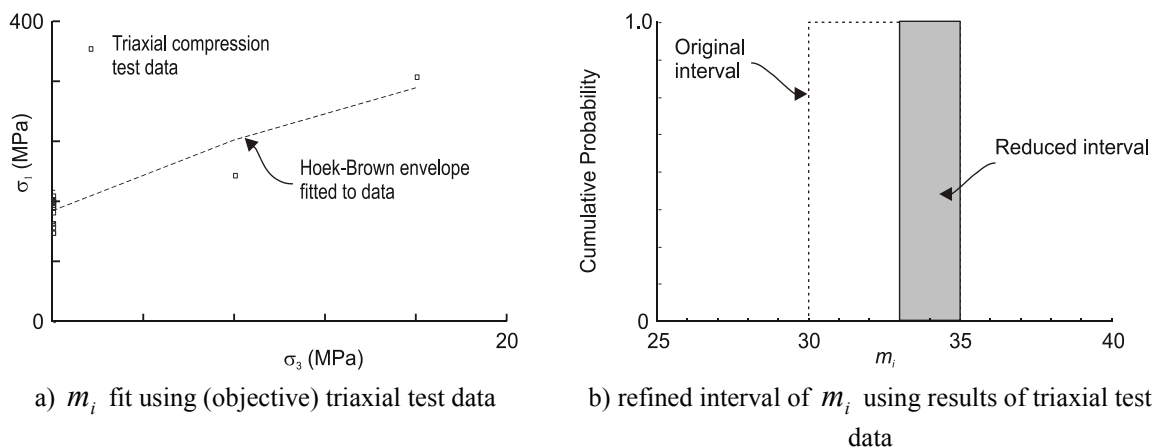 400
Triaxial compression
test data
σ₁ (MPa)
Hoek-Brown envelope
fitted to data
0
20
σ₃ (MPa)
a) mᵢ fit using (objective) triaxial test data
1.0
Original
interval
Cumulative Probability
Reduced interval
0
25
30
35
40
mᵢ
b) refined interval of mᵢ using results of triaxial test
data